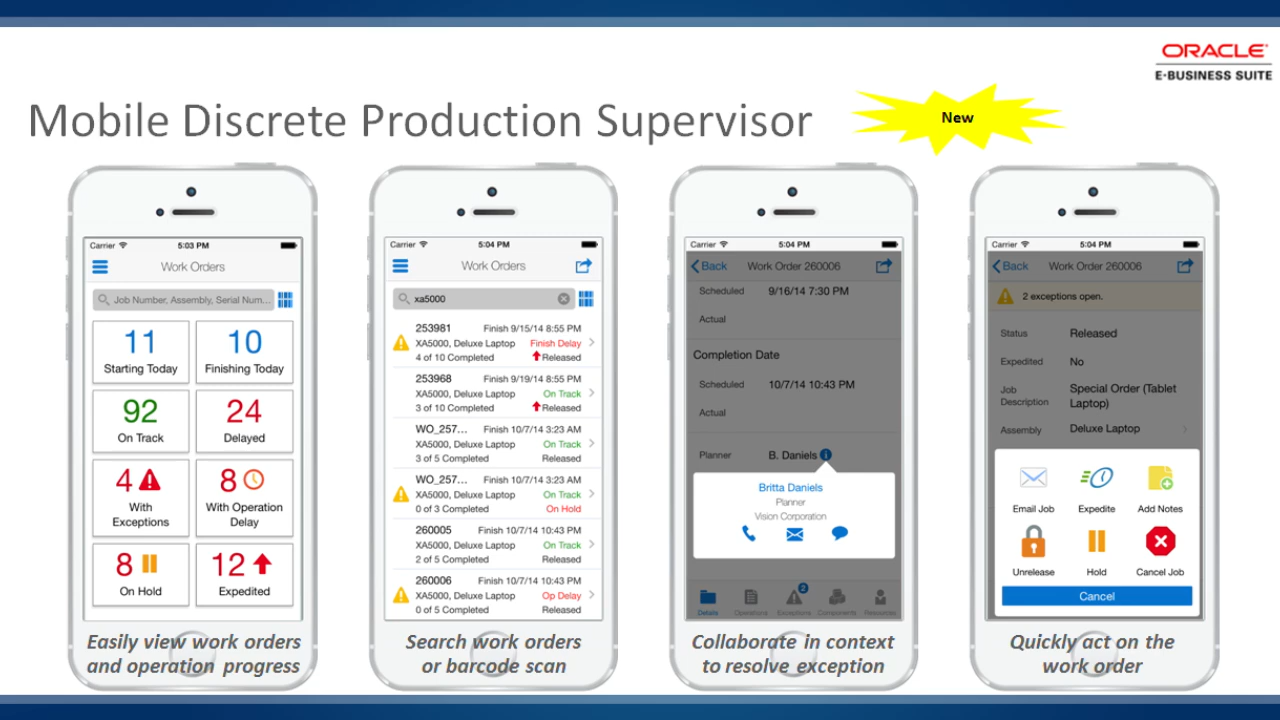 ORACLE
E-BUSINESS SUITE
Mobile Discrete Production Supervisor
New
Carrier 5:03 PM
Work Orders
Job Number, Assembly, Serial Num...
11 10
Starting Today Finishing Today
92 24
On Track Delayed
4 8
With Exceptions With Operation Delay
8 12
On Hold Expedited
Easily view work orders
and operation progress
Carrier 5:04 PM
Work Orders
xa5000
253981 Finish 9/15/14 8:55 PM
XA5000, Deluxe Laptop Finish Delay
4 of 10 Completed Released
253968 Finish 9/19/14 8:55 PM
XA5000, Deluxe Laptop On Track
3 of 10 Completed Released
WO_257... Finish 10/7/14 3:23 AM
XA5000, Deluxe Laptop On Track
3 of 5 Completed Released
WO_257... Finish 10/7/14 3:23 AM
XA5000, Deluxe Laptop On Track
0 of 3 Completed On Hold
260005 Finish 10/7/14 10:43 PM
XA5000, Deluxe Laptop On Track
2 of 5 Completed Released
260006 Finish 10/7/14 10:43 PM
XA5000, Deluxe Laptop Op Delay
0 of 5 Completed Released
Search work orders
or barcode scan
Carrier 5:04 PM
Back Work Order 260006
Scheduled 9/16/14 7:30 PM
Actual
Completion Date
Scheduled 10/7/14 10:43 PM
Actual
Planner B. Daniels
Britta Daniels
Planner
Vision Corporation
2
Details Operations Exceptions Components Resources
Collaborate in context
to resolve exception
Carrier 5:04 PM
Back Work Order 260006
2 exceptions open.
Status Released
Expedited No
Job Description Special Order (Tablet Laptop)
Assembly Deluxe Laptop
Email Job Expedite Add Notes
Unrelease Hold Cancel Job
Cancel
Quickly act on the
work order